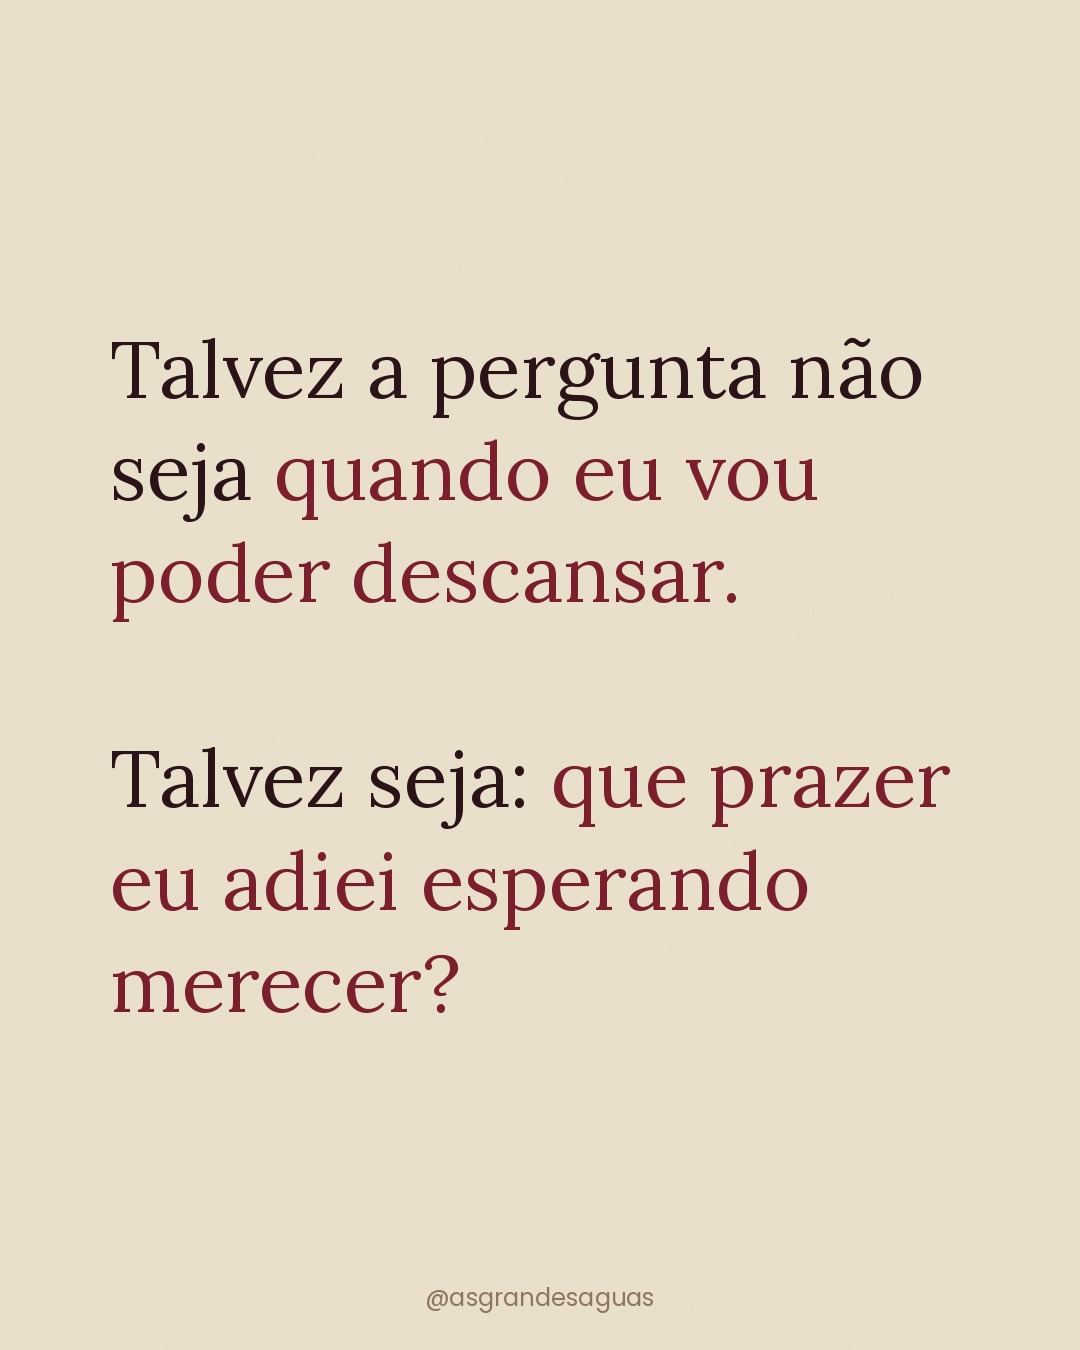 Talvez a pergunta não
seja quando eu vou
poder descansar.
Talvez seja: que prazer
eu adiei esperando
merecer?
@asgrandesaguas